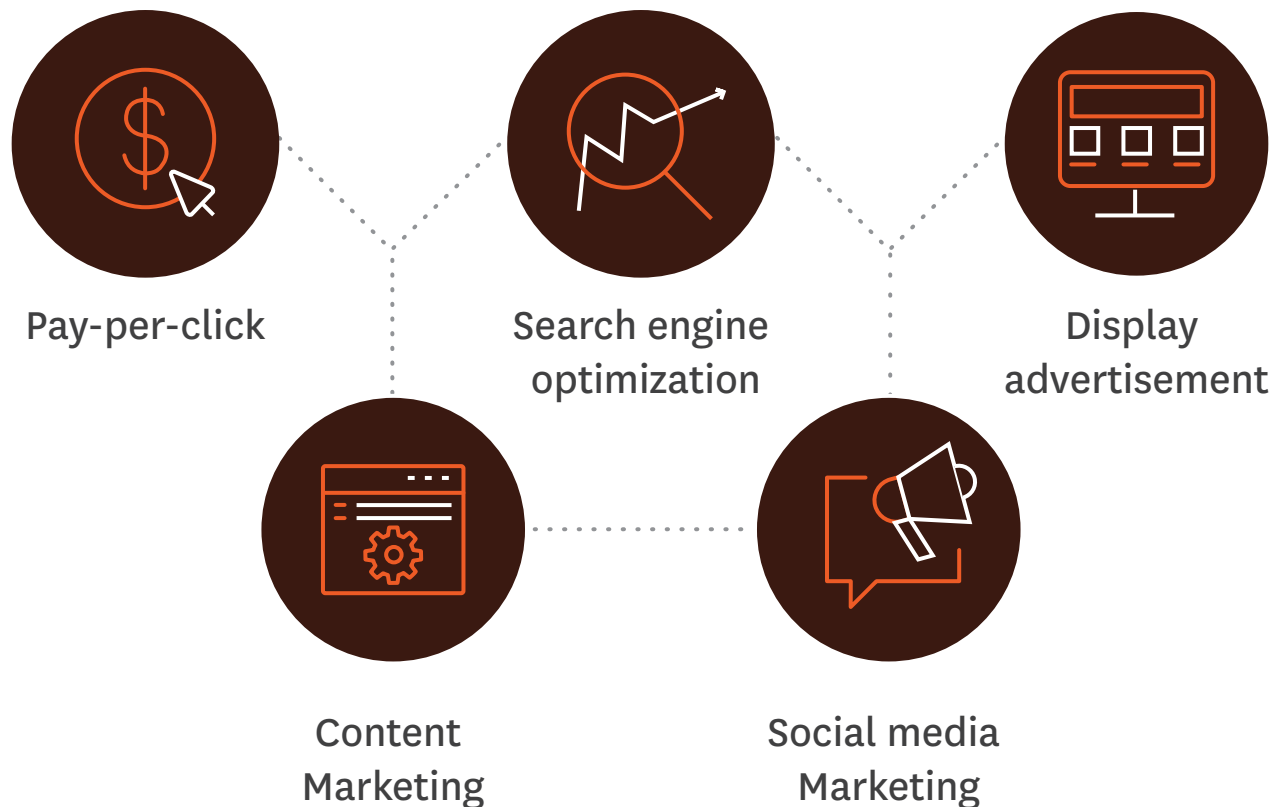 Pay-per-click
Search engine
optimization
Display
advertisement
Content
Marketing
Social media
Marketing